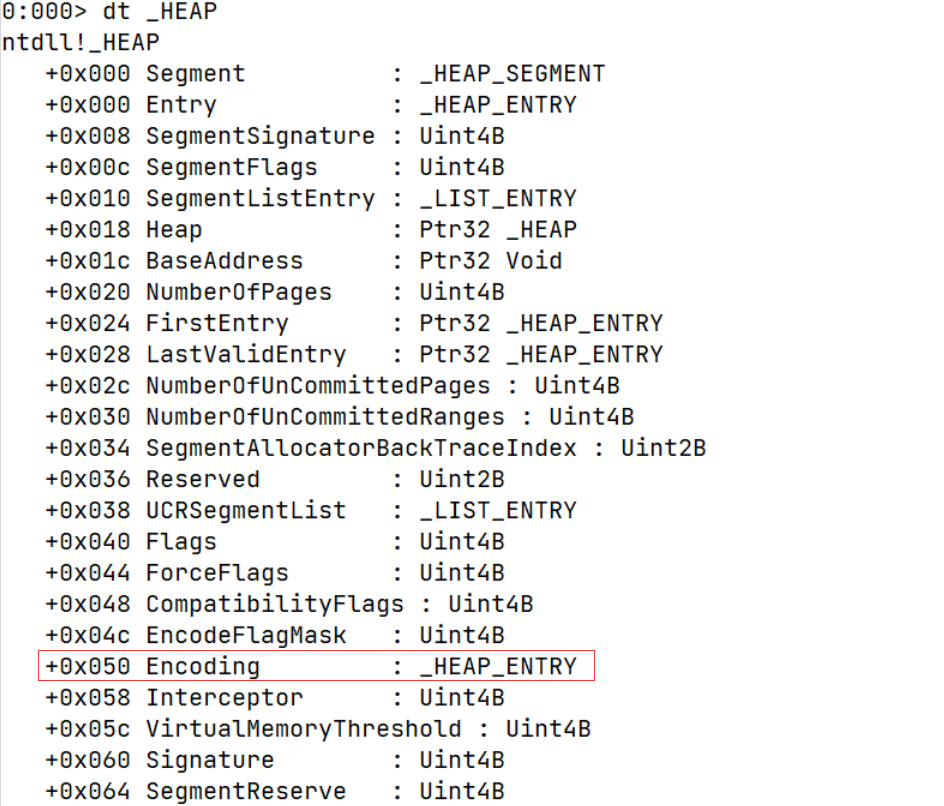 0:000> dt _HEAP
ntdll!_HEAP
   +0x000 Segment          : _HEAP_SEGMENT
   +0x000 Entry            : _HEAP_ENTRY
   +0x008 SegmentSignature : Uint4B
   +0x00c SegmentFlags     : Uint4B
   +0x010 SegmentListEntry : _LIST_ENTRY
   +0x018 Heap             : Ptr32 _HEAP
   +0x01c BaseAddress      : Ptr32 Void
   +0x020 NumberOfPages    : Uint4B
   +0x024 FirstEntry       : Ptr32 _HEAP_ENTRY
   +0x028 LastValidEntry   : Ptr32 _HEAP_ENTRY
   +0x02c NumberOfUnCommittedPages : Uint4B
   +0x030 NumberOfUnCommittedRanges : Uint4B
   +0x034 SegmentAllocatorBackTraceIndex : Uint2B
   +0x036 Reserved         : Uint2B
   +0x038 UCRSegmentList   : _LIST_ENTRY
   +0x040 Flags            : Uint4B
   +0x044 ForceFlags       : Uint4B
   +0x048 CompatibilityFlags : Uint4B
   +0x04c EncodeFlagMask   : Uint4B
   +0x050 Encoding         : _HEAP_ENTRY
   +0x058 Interceptor      : Uint4B
   +0x05c VirtualMemoryThreshold : Uint4B
   +0x060 Signature        : Uint4B
   +0x064 SegmentReserve   : Uint4B